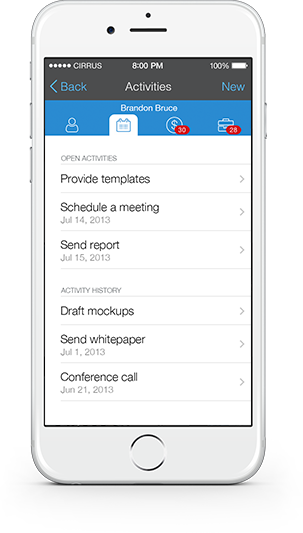 CIRRUS 8:00 PM 100%
Back Activities New
Brandon Bruce
30 28
OPEN ACTIVITIES
Provide templates
Schedule a meeting
Jul 14, 2013
Send report
Jul 15, 2013
ACTIVITY HISTORY
Draft mockups
Send whitepaper
Jul 1, 2013
Conference call
Jun 21, 2013